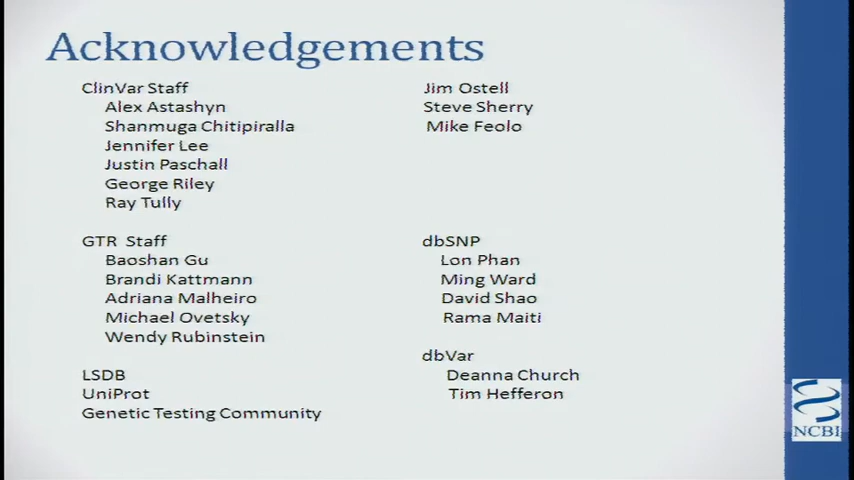 Acknowledgements
ClinVar Staff
Alex Astashyn
Shanmuga Chitipiralla
Jennifer Lee
Justin Paschall
George Riley
Ray Tully
GTR Staff
Baoshan Gu
Brandi Kattmann
Adriana Malheiro
Michael Ovetsky
Wendy Rubinstein
LSDB
UniProt
Genetic Testing Community
Jim Ostell
Steve Sherry
Mike Feolo
dbSNP
Lon Phan
Ming Ward
David Shao
Rama Maiti
dbVar
Deanna Church
Tim Hefferon
NCBI